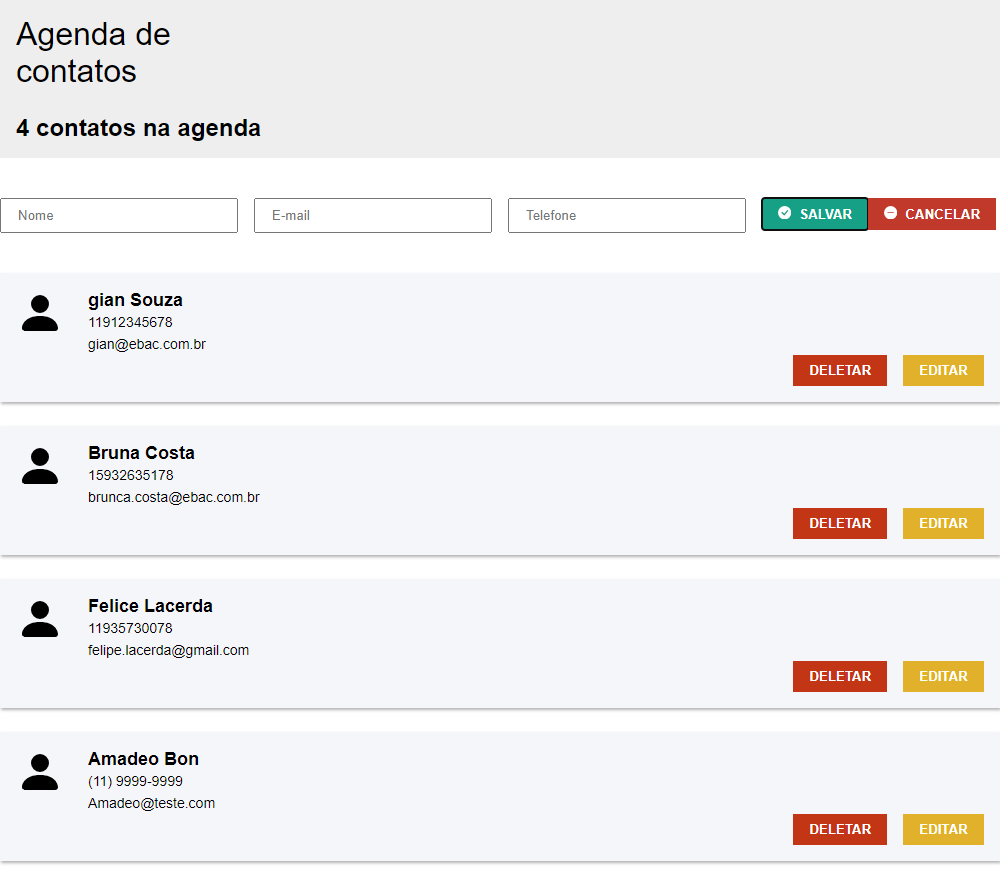 Agenda de
contatos
4 contatos na agenda
Nome E-mail Telefone SALVAR CANCELAR
gian Souza
11912345678
gian@ebac.com.br
DELETAR EDITAR
Bruna Costa
15932635178
brunca.costa@ebac.com.br
DELETAR EDITAR
Felice Lacerda
11935730078
felipe.lacerda@gmail.com
DELETAR EDITAR
Amadeo Bon
(11) 9999-9999
Amadeo@teste.com
DELETAR EDITAR